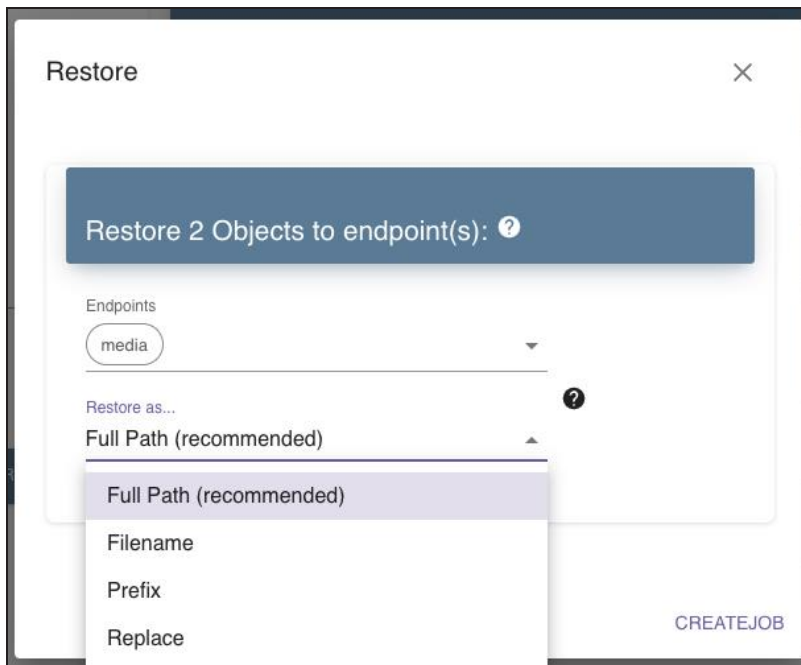 Restore
Restore 2 Objects to endpoint(s): ?
Endpoints
media
Restore as...
?
Full Path (recommended)
Full Path (recommended)
Filename
Prefix
Replace
CREATEJOB